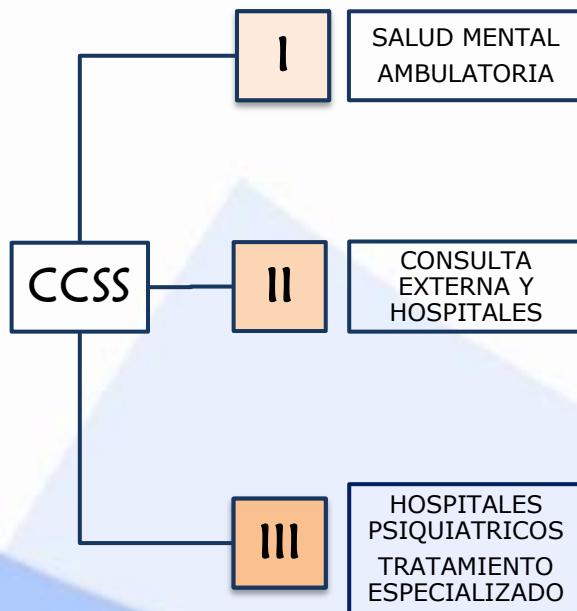 I
SALUD MENTAL
AMBULATORIA
CCSS
II
CONSULTA
EXTERNA Y
HOSPITALES
III
HOSPITALES
PSIQUIATRICOS
TRATAMIENTO
ESPECIALIZADO